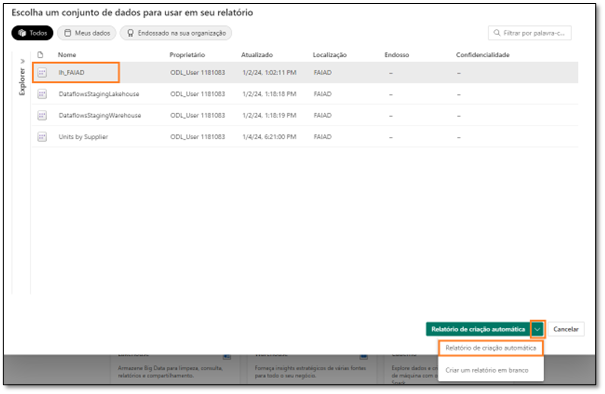 Escolha um conjunto de dados para usar em seu relatório
Todos Meus dados Endossado na sua organização Filtrar por palavra-c...
Explorer
Nome Proprietário Atualizado Localização Endosso Confidencialidade
lh_FAIAD ODL_User 1181083 1/2/24, 1:02:11 PM FAIAD – –
DataflowsStagingLakehouse ODL_User 1181083 1/2/24, 1:18:18 PM FAIAD – –
DataflowsStagingWarehouse ODL_User 1181083 1/2/24, 1:18:19 PM FAIAD – –
Units by Supplier ODL_User 1181083 1/4/24, 6:21:00 PM FAIAD – –
Relatório de criação automática Cancelar
Relatório de criação automática
Criar um relatório em branco
Armazene Big Data para limpeza, consulta,
relatórios e compartilhamento.
Forneça insights estratégicos de várias fontes
para todo o seu negócio.
Explore dados e
de máquina com